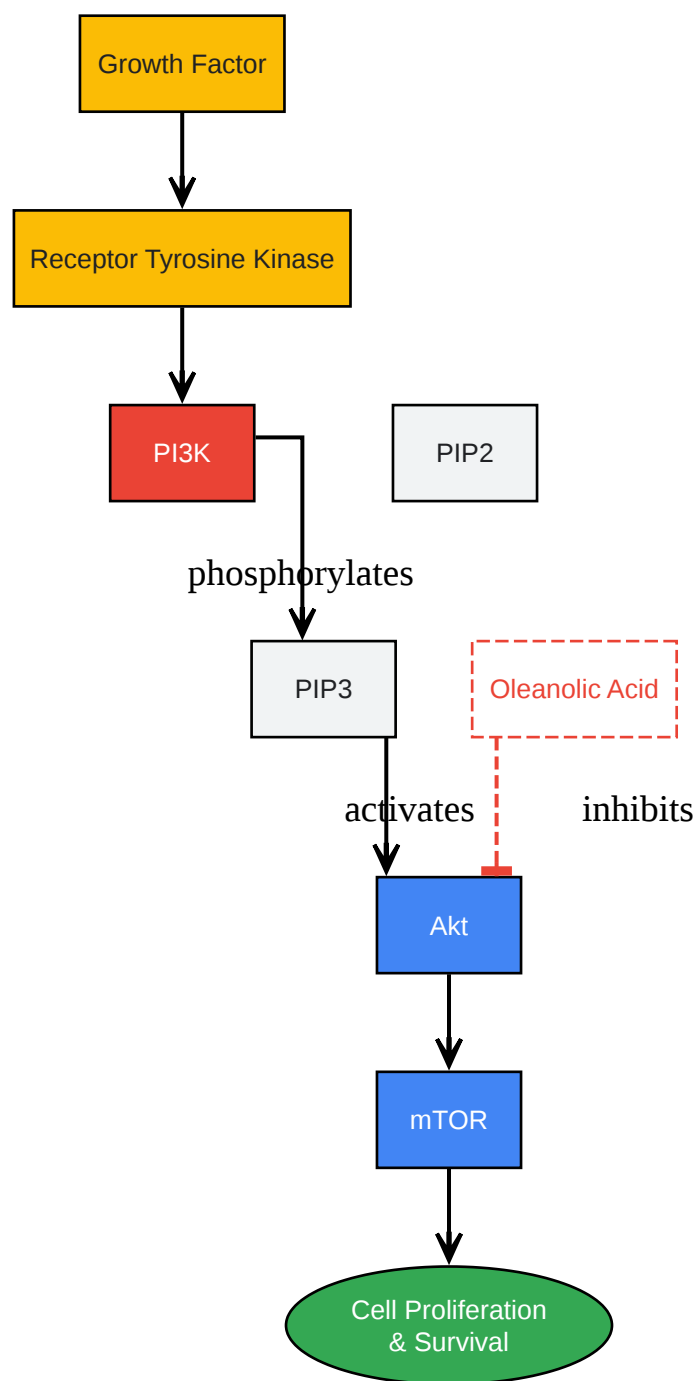 Growth Factor
Receptor Tyrosine Kinase
PI3K
PIP2
phosphorylates
PIP3
Oleanolic Acid
activates
inhibits
Akt
mTOR
Cell Proliferation
& Survival